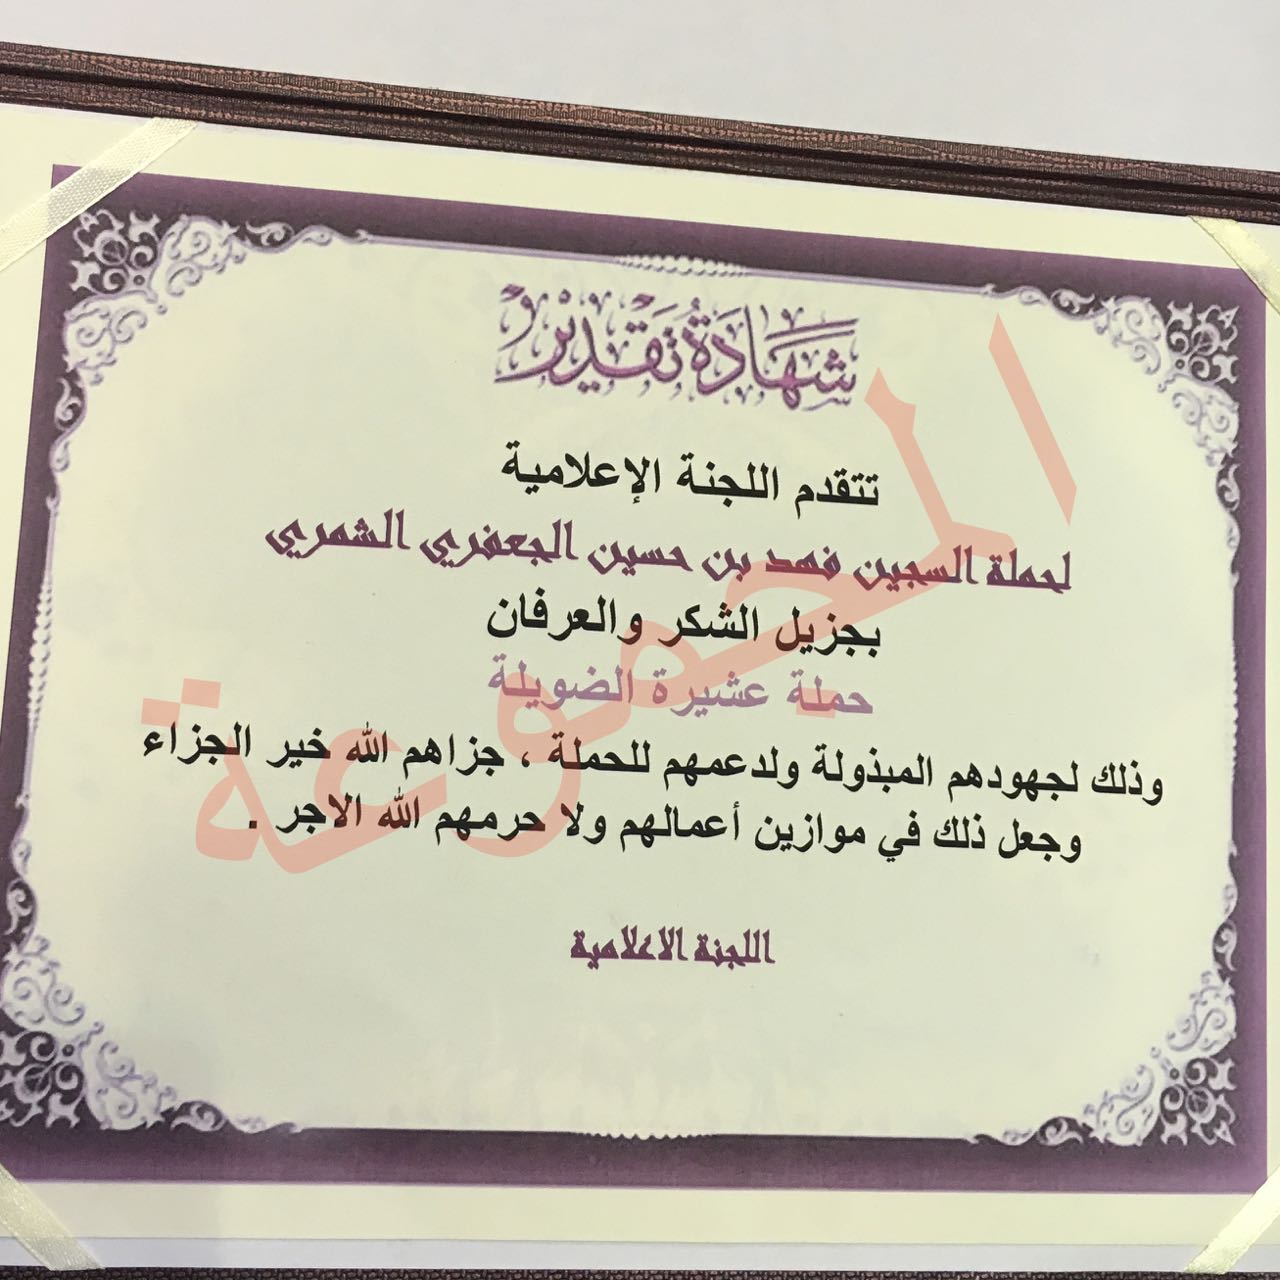 شهادة تقدير
تتقدم اللجنة الإعلامية
لحملة السجين فهد بن حسين الجعفري الشمري
بجزيل الشكر والعرفان
حملة عشيرة الضويلة
وذلك لجهودهم المبذولة ولدعمهم للحملة ، جزاهم الله خير الجزاء
وجعل ذلك في موازين أعمالهم ولا حرمهم الله الاجر .
اللجنة الاعلامية
المجموعة